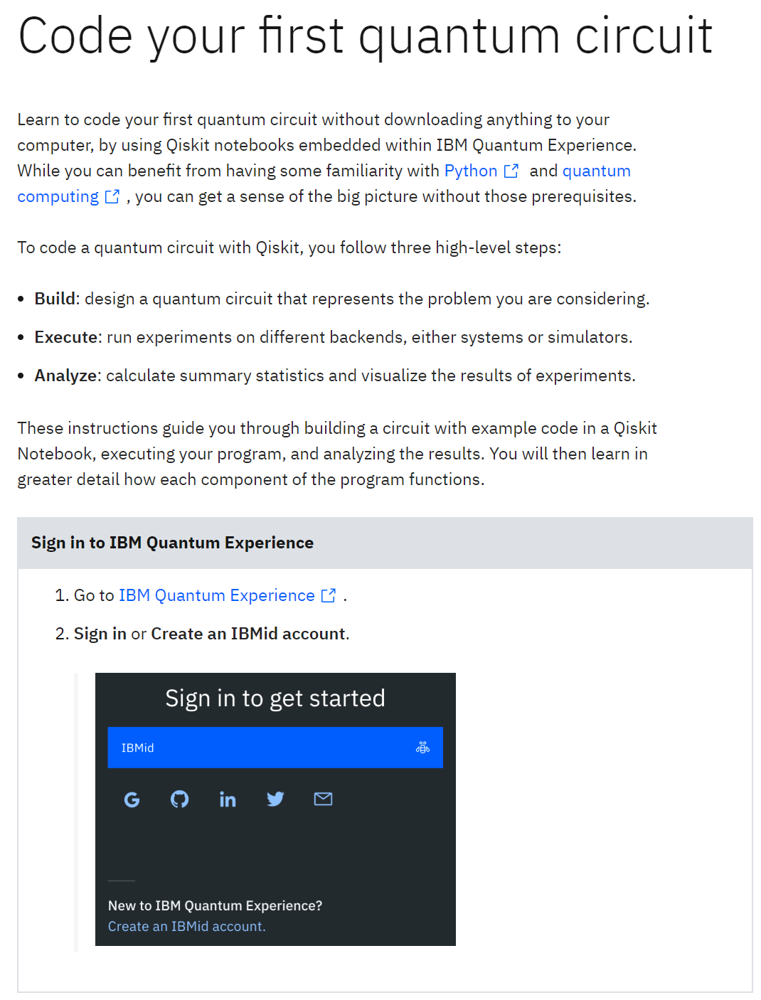 Code your first quantum circuit
Learn to code your first quantum circuit without downloading anything to your
computer, by using Qiskit notebooks embedded within IBM Quantum Experience.
While you can benefit from having some familiarity with Python and quantum
computing , you can get a sense of the big picture without those prerequisites.
To code a quantum circuit with Qiskit, you follow three high-level steps:
• Build: design a quantum circuit that represents the problem you are considering.
• Execute: run experiments on different backends, either systems or simulators.
• Analyze: calculate summary statistics and visualize the results of experiments.
These instructions guide you through building a circuit with example code in a Qiskit
Notebook, executing your program, and analyzing the results. You will then learn in
greater detail how each component of the program functions.
Sign in to IBM Quantum Experience
1. Go to IBM Quantum Experience .
2. Sign in or Create an IBMid account.
Sign in to get started
IBMid
G in
New to IBM Quantum Experience?
Create an IBMid account.